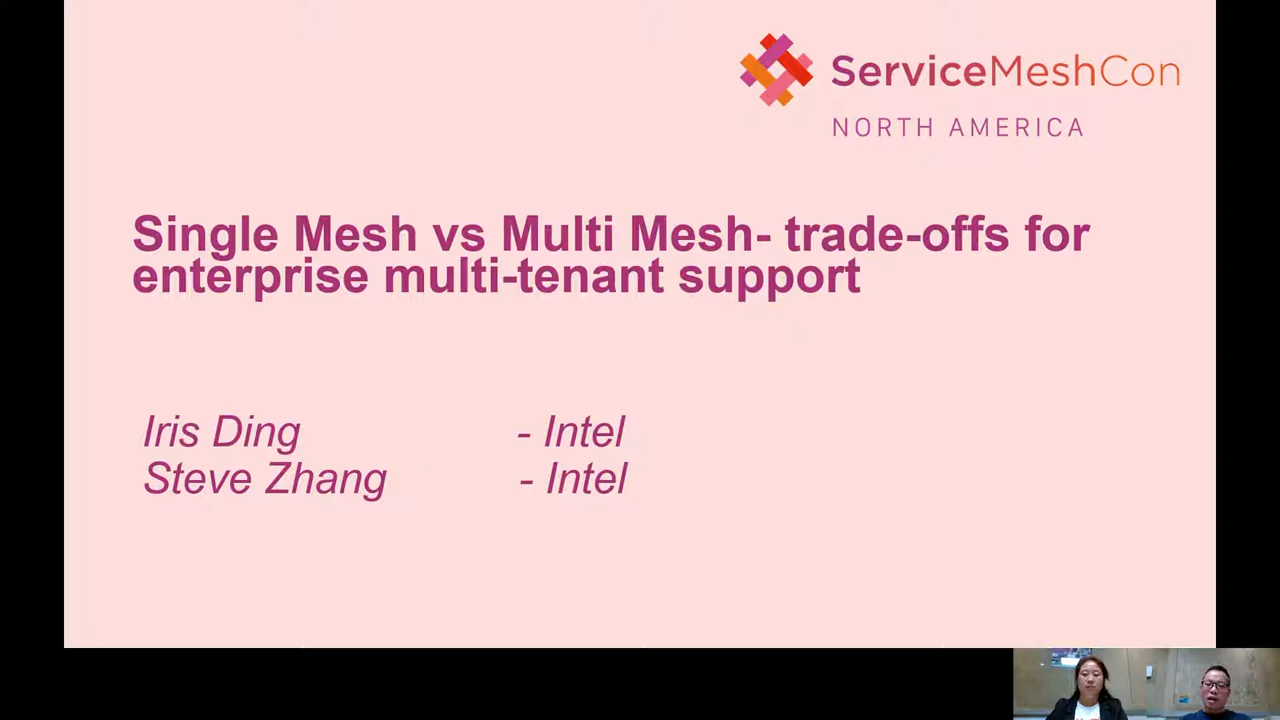 ServiceMeshCon
NORTH AMERICA
Single Mesh vs Multi Mesh- trade-offs for
enterprise multi-tenant support
Iris Ding - Intel
Steve Zhang - Intel